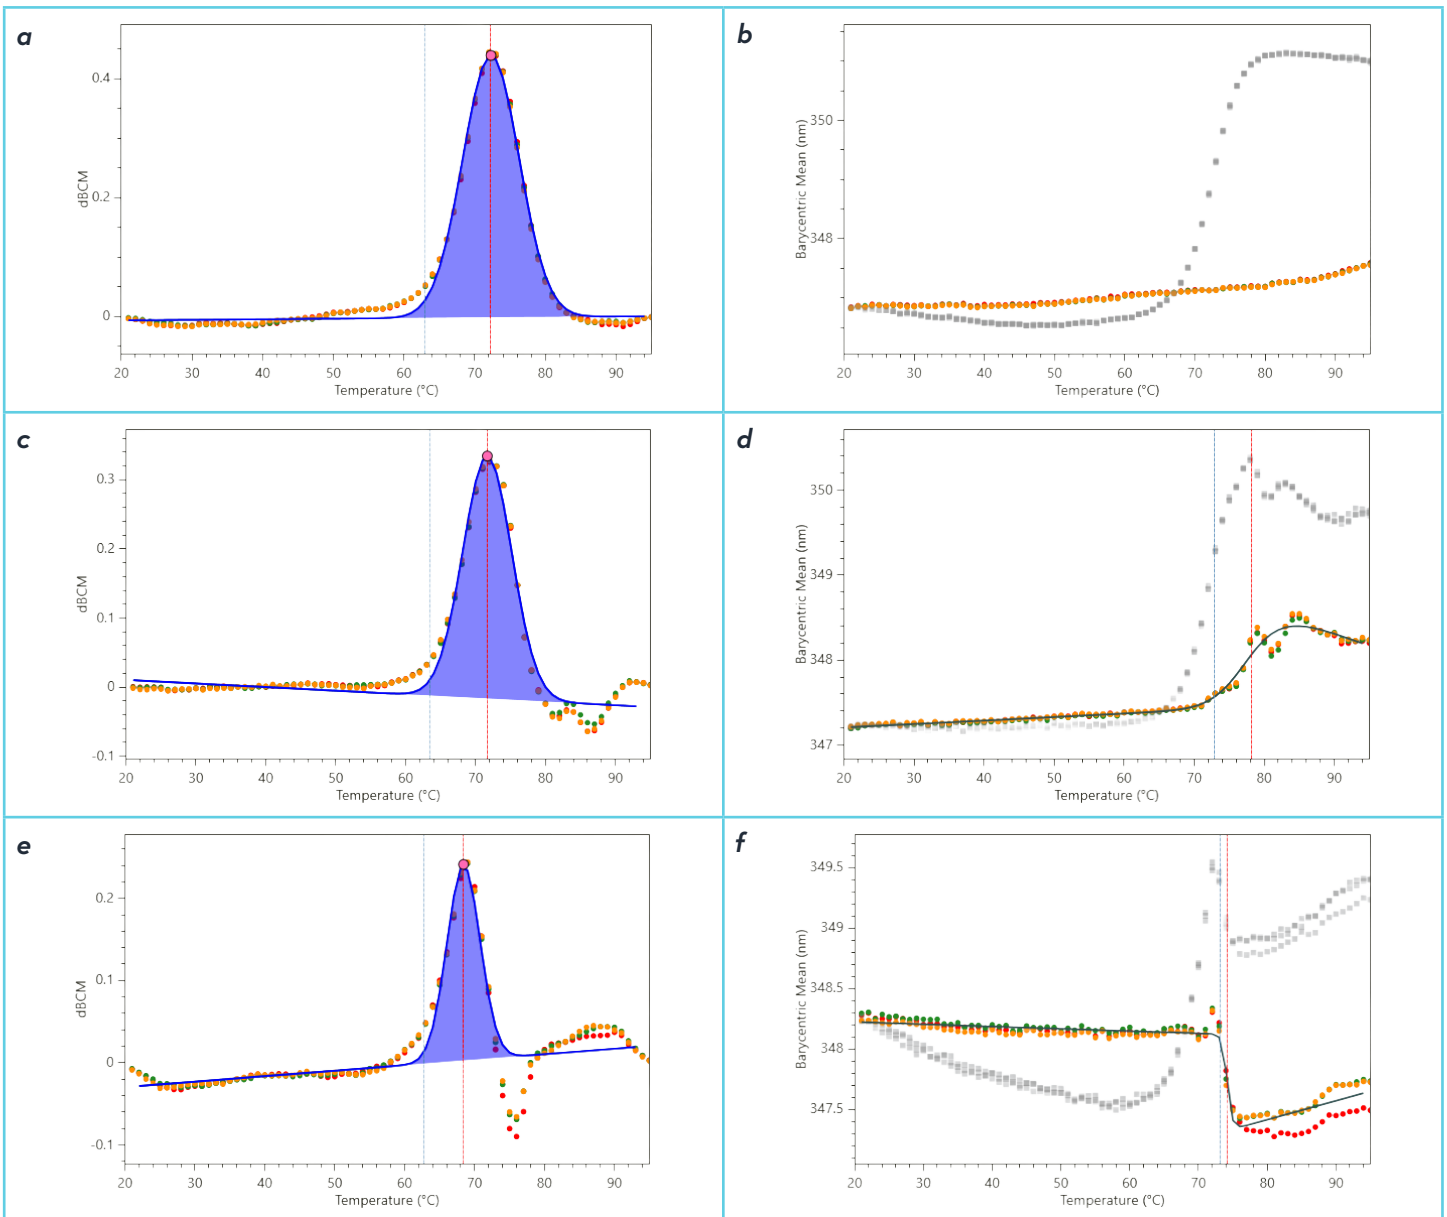 a
0.4
0.2
0
dBCM
20 30 40 50 60 70 80 90
Temperature (°C)
b
350
348
Barycentric Mean (nm)
30 40 50 60 70 80 90
Temperature (°C)
c
0.3
0.2
0.1
0
-0.1
dBCM
20 30 40 50 60 70 80 90
Temperature (°C)
d
350
349
348
347
Barycentric Mean (nm)
20 30 40 50 60 70 80 90
Temperature (°C)
e
0.2
0.1
0
-0.1
dBCM
20 30 40 50 60 70 80 90
Temperature (°C)
f
349.5
349
348.5
348
347.5
Barycentric Mean (nm)
20 30 40 50 60 70 80 90
Temperature (°C)